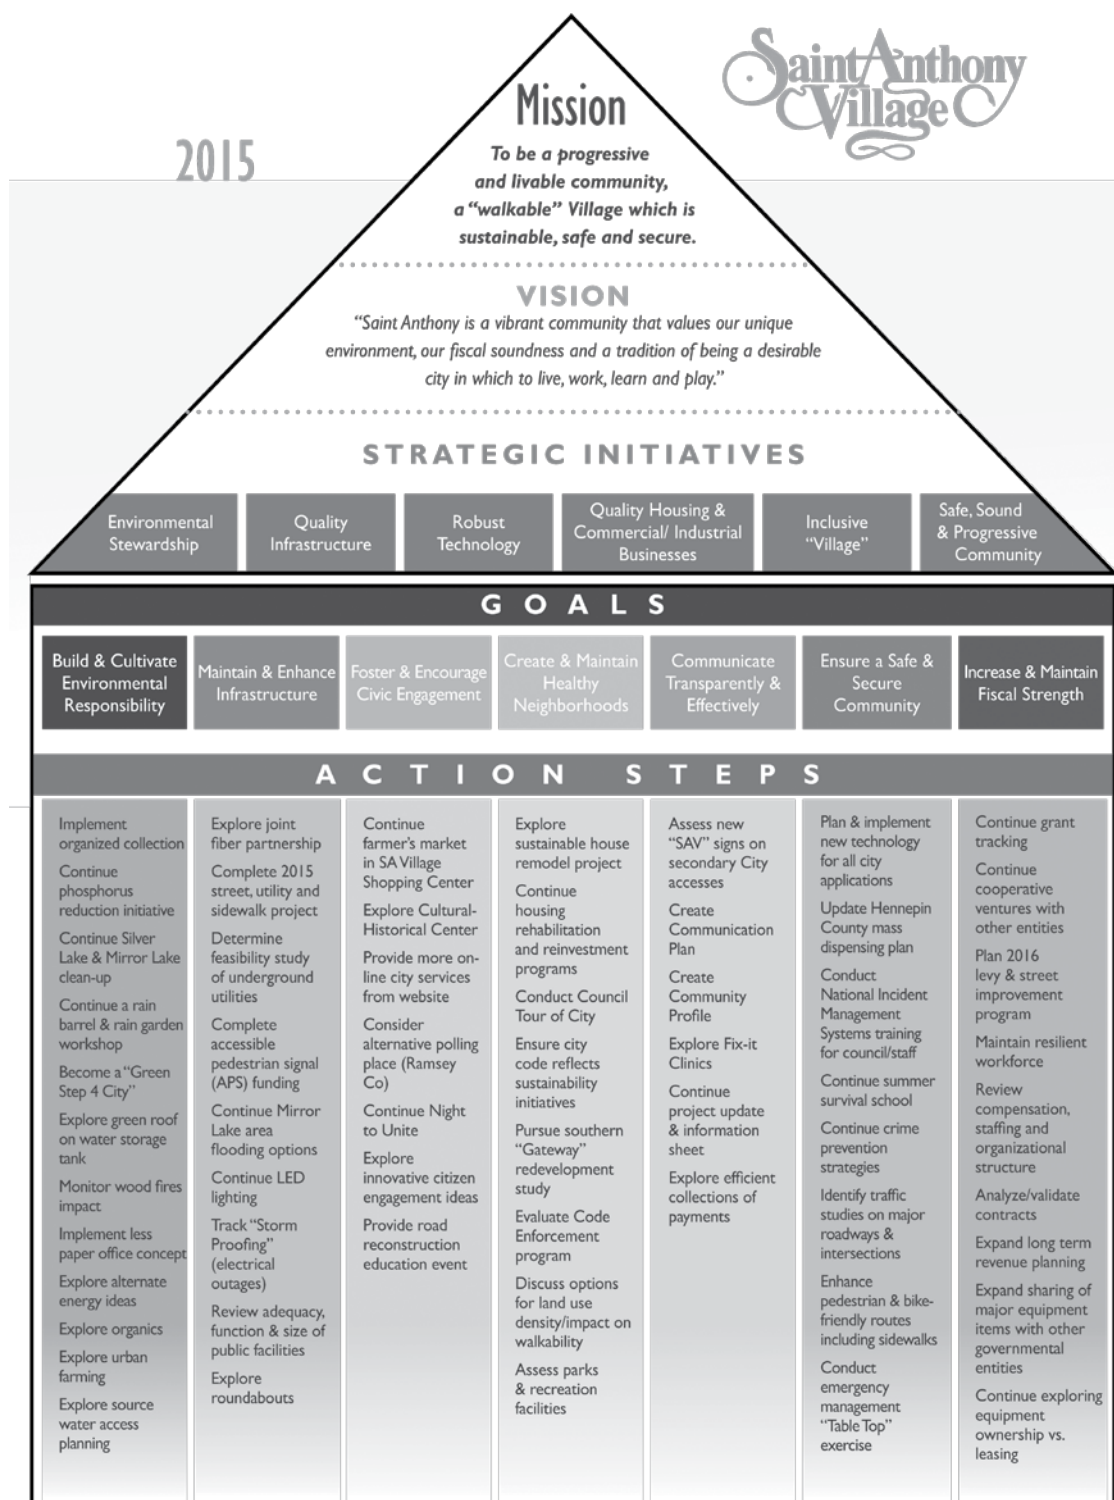 Saint Anthony
Village
2015
Mission
To be a progressive
and livable community,
a “walkable” Village which is
sustainable, safe and secure.
VISION
“Saint Anthony is a vibrant community that values our unique
environment, our fiscal soundness and a tradition of being a desirable
city in which to live, work, learn and play.”
STRATEGIC INITIATIVES
Environmental
Stewardship
Quality
Infrastructure
Robust
Technology
Quality Housing &
Commercial/ Industrial
Businesses
Inclusive
“Village”
Safe, Sound
& Progressive
Community
GOALS
Build & Cultivate
Environmental
Responsibility
Maintain & Enhance
Infrastructure
Foster & Encourage
Civic Engagement
Create & Maintain
Healthy
Neighborhoods
Communicate
Transparently &
Effectively
Ensure a Safe &
Secure
Community
Increase & Maintain
Fiscal Strength
ACTION STEPS
Implement
organized collection
Continue
phosphorus
reduction initiative
Continue Silver
Lake & Mirror Lake
clean-up
Continue a rain
barrel & rain garden
workshop
Become a “Green
Step 4 City”
Explore green roof
on water storage
tank
Monitor wood fires
impact
Implement less
paper office concept
Explore alternate
energy ideas
Explore organics
Explore urban
farming
Explore source
water access
planning
Explore joint
fiber partnership
Complete 2015
street, utility and
sidewalk project
Determine
feasibility study
of underground
utilities
Complete
accessible
pedestrian signal
(APS) funding
Continue Mirror
Lake area
flooding options
Continue LED
lighting
Track “Storm
Proofing”
(electrical
outages)
Review adequacy,
function & size of
public facilities
Explore
roundabouts
Continue
farmer’s market
in SA Village
Shopping Center
Explore Cultural-
Historical Center
Provide more on-
line city services
from website
Consider
alternative polling
place (Ramsey
Co)
Continue Night
to Unite
Explore
innovative citizen
engagement ideas
Provide road
reconstruction
education event
Explore
sustainable house
remodel project
Continue
housing
rehabilitation
and reinvestment
programs
Conduct Council
Tour of City
Ensure city
code reflects
sustainability
initiatives
Pursue southern
“Gateway”
redevelopment
study
Evaluate Code
Enforcement
program
Discuss options
for land use
density/impact on
walkability
Assess parks
& recreation
facilities
Assess new
“SAV” signs on
secondary City
accesses
Create
Communication
Plan
Create
Community
Profile
Explore Fix-it
Clinics
Continue
project update
& information
sheet
Explore efficient
collections of
payments
Plan & implement
new technology
for all city
applications
Update Hennepin
County mass
dispensing plan
Conduct
National Incident
Management
Systems training
for council/staff
Continue summer
survival school
Continue crime
prevention
strategies
Identify traffic
studies on major
roadways &
intersections
Enhance
pedestrian & bike-
friendly routes
including sidewalks
Conduct
emergency
management
“Table Top”
exercise
Continue grant
tracking
Continue
cooperative
ventures with
other entities
Plan 2016
levy & street
improvement
program
Maintain resilient
workforce
Review
compensation,
staffing and
organizational
structure
Analyze/validate
contracts
Expand long term
revenue planning
Expand sharing of
major equipment
items with other
governmental
entities
Continue exploring
equipment
ownership vs.
leasing